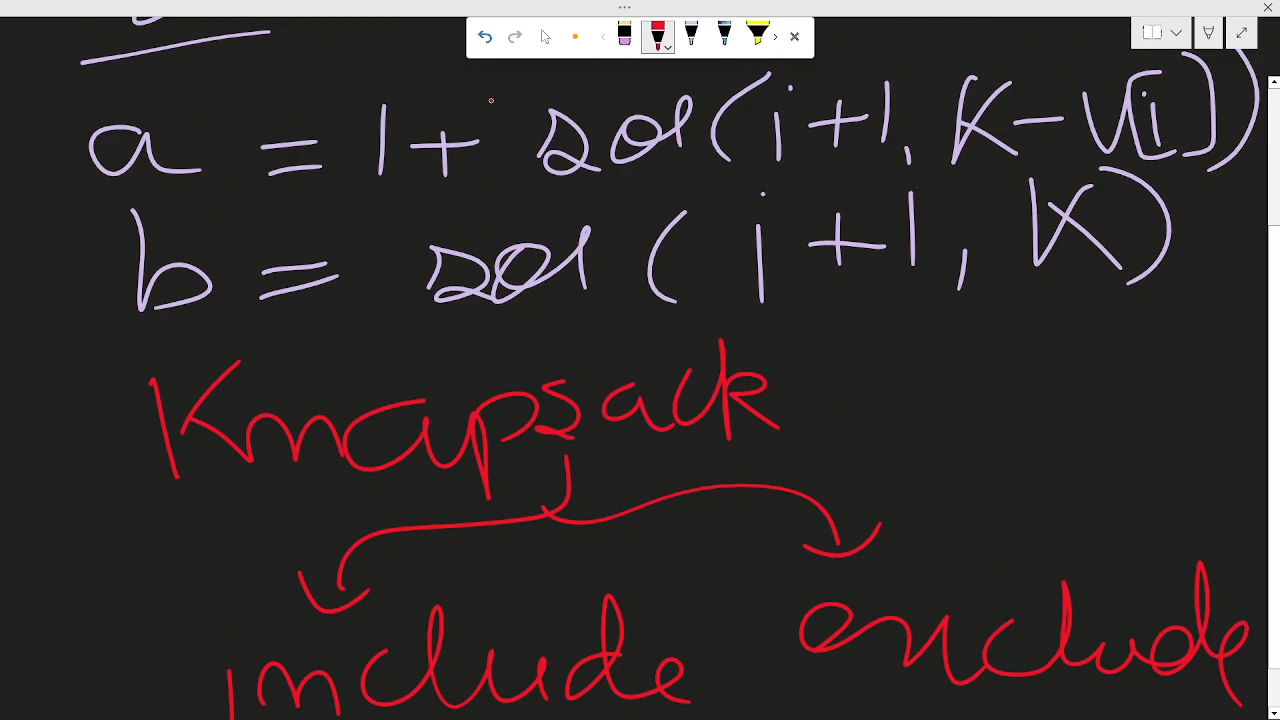 a = 1 + sol(i+1, K-V[i])
b = sol(i+1, K)
Knapsack
include exclude